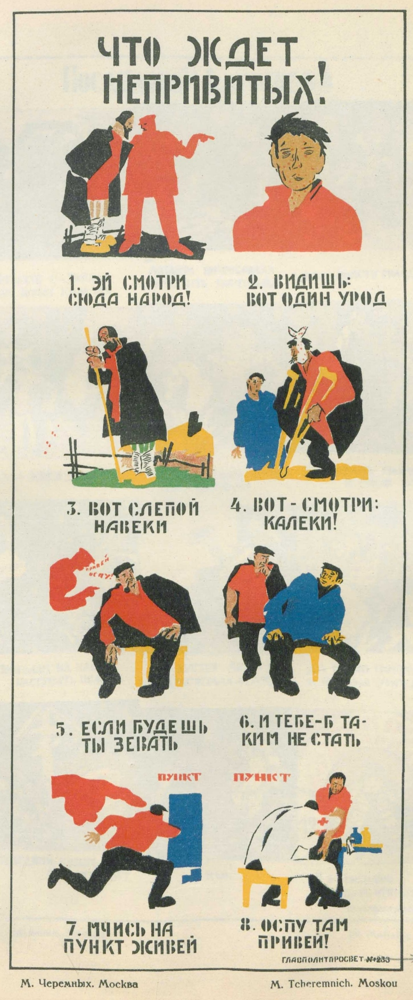 ЧТО ЖДЕТ
НЕПРИВИТЫХ!
1. ЭЙ СМОТРИ
СЮДА НАРОД!
2. ВИДИШЬ:
ВОТ ОДИН УРОД
3. ВОТ СЛЕПОЙ
НАВЕКИ
4. ВОТ - СМОТРИ:
КАЛЕКИ!
ПРИВЕЙ
ОСПУ!
5. ЕСЛИ БУДЕШЬ
ТЫ ЗЕВАТЬ
6. И ТЕБЕ-Б ТА-
КИМ НЕ СТАТЬ
ПУНКТ
7. МЧИСЬ НА
ПУНКТ ЖИВЕЙ
ПУНКТ
8. ОСПУ ТАМ
ПРИВЕЙ!
ГЛАВПОЛИТПРОСВЕТ № 233
М. Черемных. Москва
M. Tcheremnich. Moskou